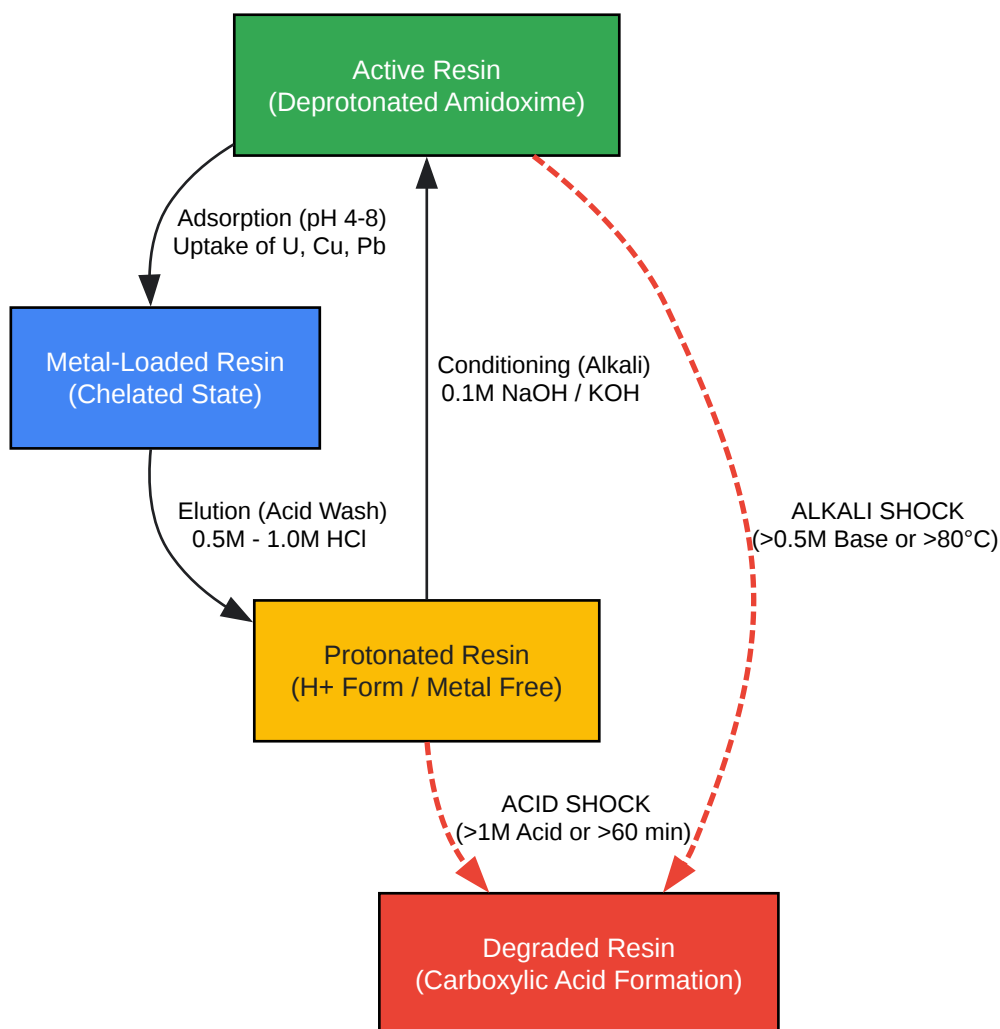 Active Resin
(Deprotonated Amidoxime)
Adsorption (pH 4-8)
Uptake of U, Cu, Pb
Metal-Loaded Resin
(Chelated State)
Conditioning (Alkali)
0.1M NaOH / KOH
Elution (Acid Wash)
0.5M - 1.0M HCl
ALKALI SHOCK
(>0.5M Base or >80°C)
Protonated Resin
(H+ Form / Metal Free)
ACID SHOCK
(>1M Acid or >60 min)
Degraded Resin
(Carboxylic Acid Formation)